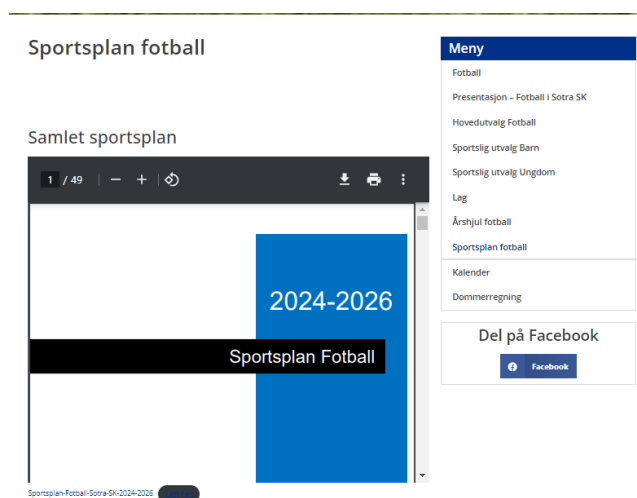 Sportsplan fotball
Samlet sportsplan
1 / 49
2024-2026
Sportsplan Fotball
Sportsplan-Fotball-Sotra-SK-2024-2026
Meny
Fotball
Presentasjon – Fotball i Sotra SK
Hovedutvalg Fotball
Sportslig utvalg Barn
Sportslig utvalg Ungdom
Lag
Årshjul fotball
Sportsplan fotball
Kalender
Dommerregning
Del på Facebook
Facebook